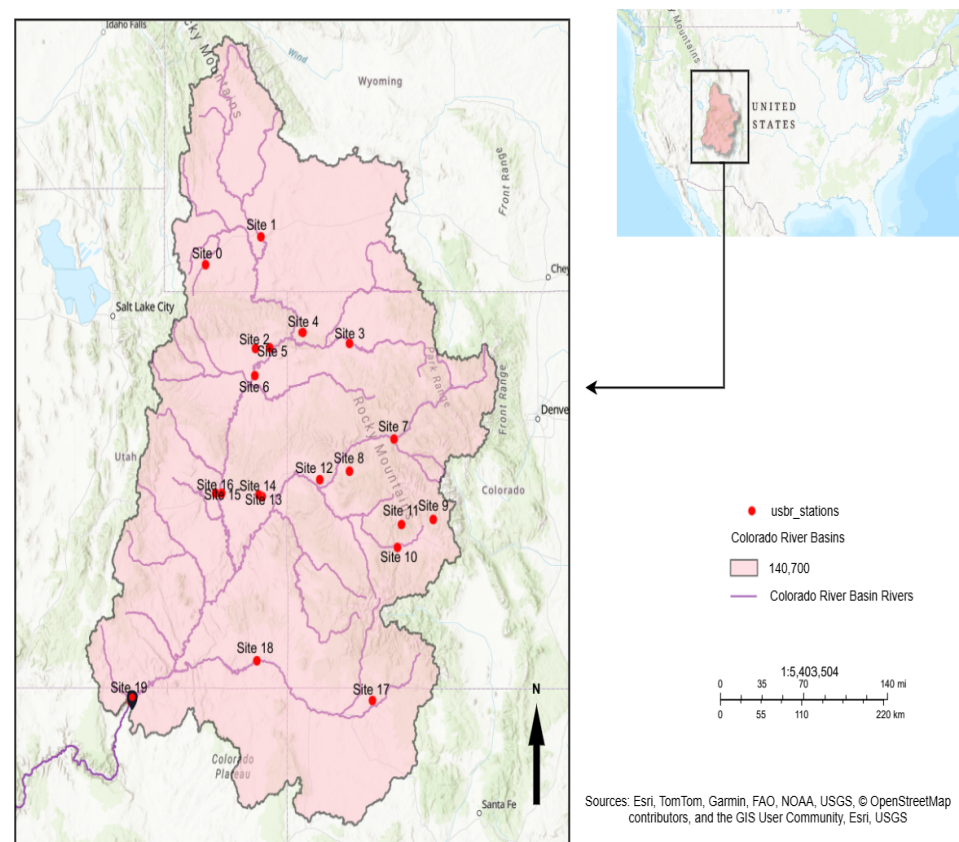 Idaho Falls
Rocky Mountains
Wind
Wyoming
Front Range
Site 1
Site 0
Salt Lake City
Site 4
Site 2
Site 3
Site 5
Site 6
Park Range
Front Range
Rocky Mountains
Site 7
Utah
Site 8
Site 12
Site 16
Site 14
Site 15
Site 13
Site 11
Site 9
Colorado
Site 10
Site 18
Site 19
Site 17
N
Colorado
Plateau
Santa Fe
Rocky Mountains
UNITED
STATES
usbr_stations
Colorado River Basins
140,700
Colorado River Basin Rivers
1:5,403,504
0 35 70 140 mi
0 55 110 220 km
Sources: Esri, TomTom, Garmin, FAO, NOAA, USGS, © OpenStreetMap
contributors, and the GIS User Community, Esri, USGS